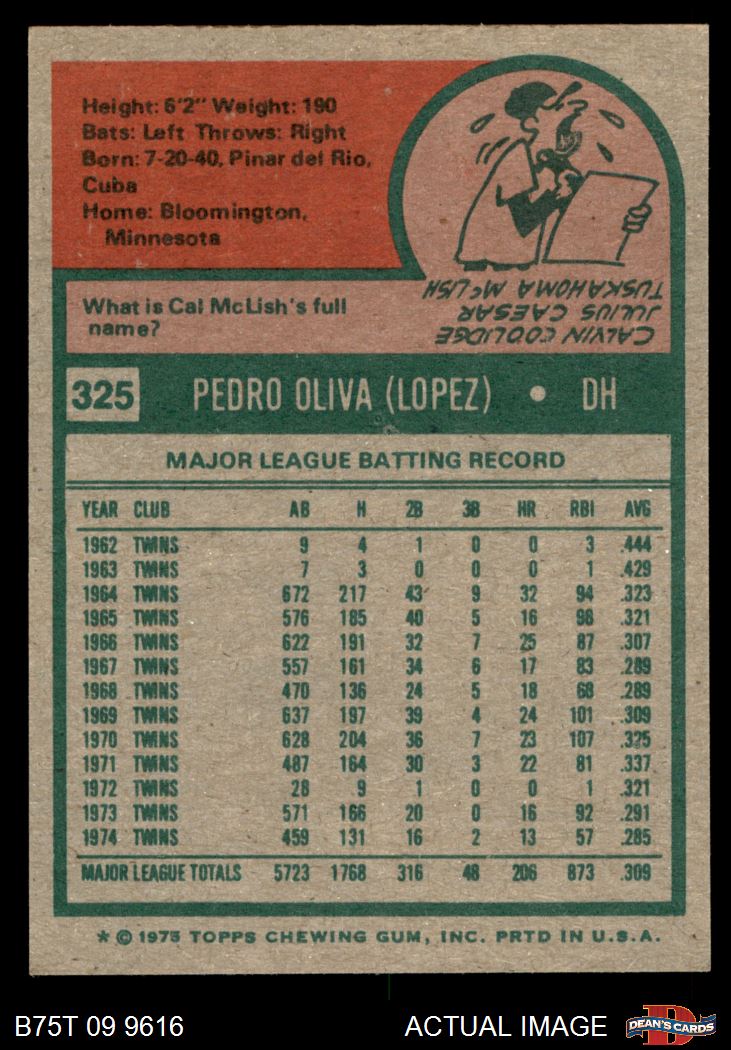 Height: 6'2" Weight: 190
Bats: Left Throws: Right
Born: 7-20-40, Pinar del Rio,
Cuba
Home: Bloomington,
Minnesota
What is Cal McLish's full
name?
CALVIN COOLIDGE
JULIUS CAESAR
TUSKAHOMA McLISH
325 PEDRO OLIVA (LOPEZ) • DH
MAJOR LEAGUE BATTING RECORD
YEAR CLUB AB H 2B 3B HR RBI AVG
1962 TWINS 9 4 1 0 0 3 .444
1963 TWINS 7 3 0 0 0 1 .429
1964 TWINS 672 217 43 9 32 94 .323
1965 TWINS 576 185 40 5 16 98 .321
1966 TWINS 622 191 32 7 25 87 .307
1967 TWINS 557 161 34 6 17 83 .289
1968 TWINS 470 136 24 5 18 68 .289
1969 TWINS 637 197 39 4 24 101 .309
1970 TWINS 628 204 36 7 23 107 .325
1971 TWINS 487 164 30 3 22 81 .337
1972 TWINS 28 9 1 0 0 1 .321
1973 TWINS 571 166 20 0 16 92 .291
1974 TWINS 459 131 16 2 13 57 .285
MAJOR LEAGUE TOTALS 5723 1768 316 48 206 873 .309
* © 1975 TOPPS CHEWING GUM, INC. PRTD IN U.S.A.
B75T 09 9616 ACTUAL IMAGE
D
DEAN'S CARDS